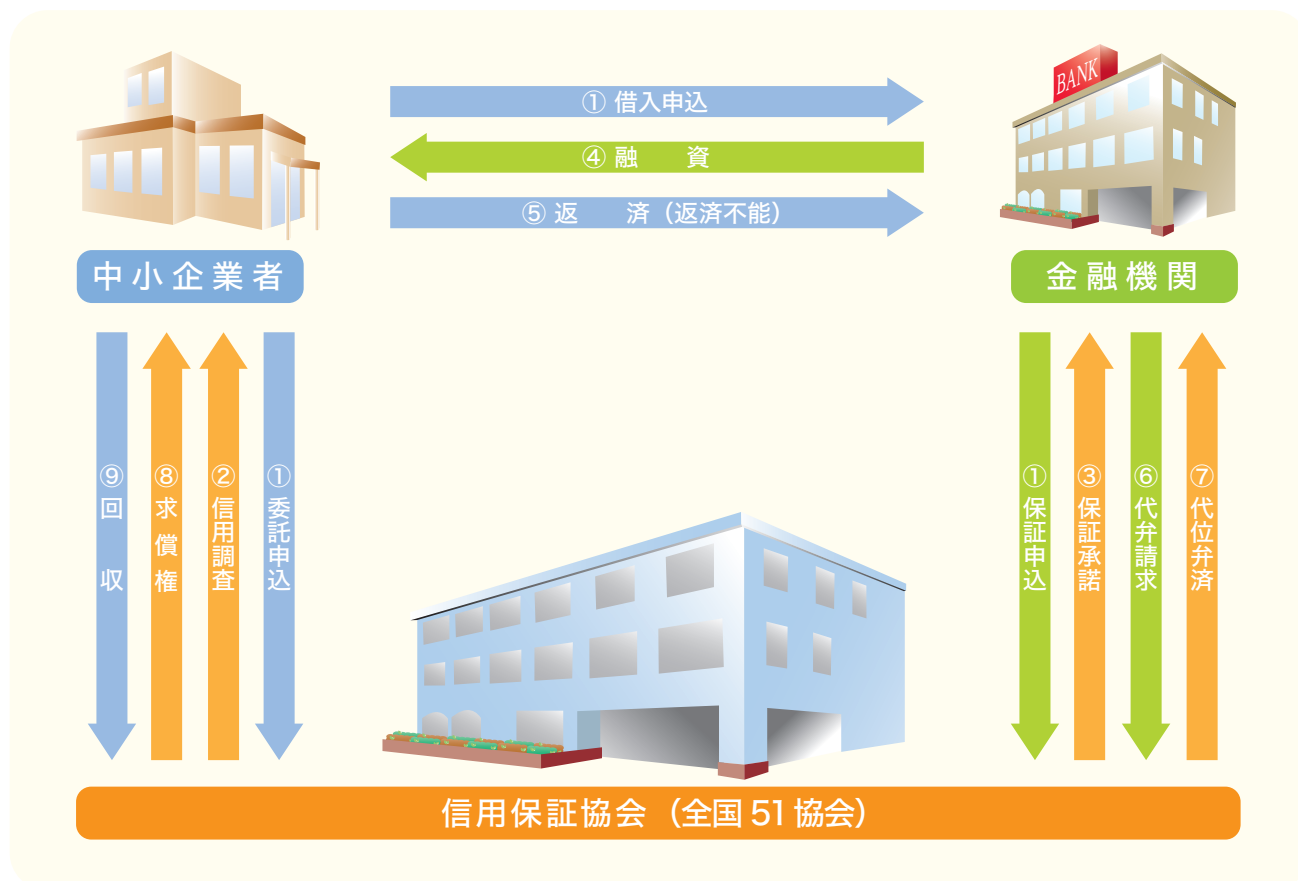 BANK
① 借入申込
④ 融　　資
⑤ 返　　済（返済不能）
中小企業者
金融機関
⑨回　収
⑧求償権
②信用調査
①委託申込
①保証申込
③保証承諾
⑥代弁請求
⑦代位弁済
信用保証協会（全国 51 協会）